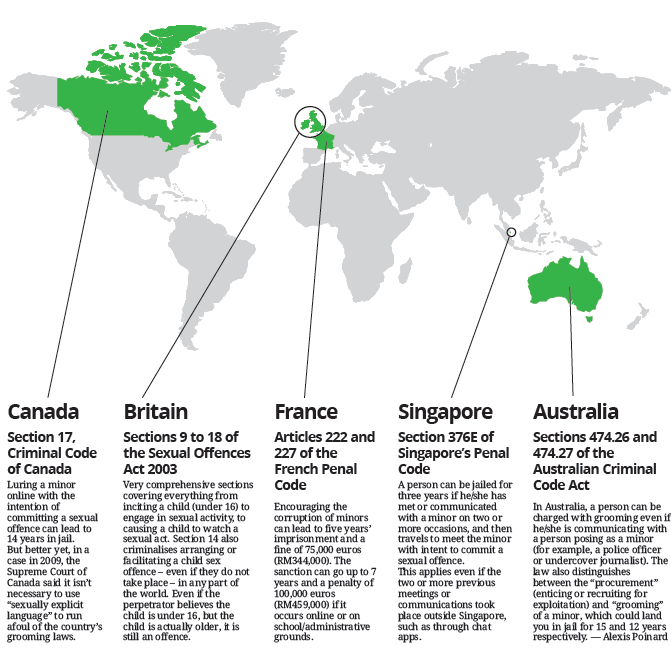 Canada
Section 17,
Criminal Code
of Canada
Luring a minor
online with the
intention of
committing a sexual
offence can lead to
14 years in jail.
But better yet, in a
case in 2009, the
Supreme Court of
Canada said it isn't
necessary to use
"sexually explicit
language" to run
afoul of the country's
grooming laws.
Britain
Sections 9 to 18 of
the Sexual Offences
Act 2003
Very comprehensive sections
covering everything from
inciting a child (under 16) to
engage in sexual activity, to
causing a child to watch a
sexual act. Section 14 also
criminalises arranging or
facilitating a child sex
offence – even if they do not
take place – in any part of
the world. Even if the
perpetrator believes the
child is under 16, but the
child is actually older, it is
still an offence.
France
Articles 222 and
227 of the
French Penal
Code
Encouraging the
corruption of minors
can lead to five years'
imprisonment and a
fine of 75,000 euros
(RM344,000). The
sanction can go up to 7
years and a penalty of
100,000 euros
(RM459,000) if it
occurs online or on
school/administrative
grounds.
Singapore
Section 376E of
Singapore's Penal
Code
A person can be jailed for
three years if he/she has
met or communicated
with a minor on two or
more occasions, and then
travels to meet the minor
with intent to commit a
sexual offence.
This applies even if the
two or more previous
meetings or
communications took
place outside Singapore,
such as through chat
apps.
Australia
Sections 474.26 and
474.27 of the
Australian Criminal
Code Act
In Australia, a person can be
charged with grooming even if
he/she is communicating with
a person posing as a minor
(for example, a police officer
or undercover journalist). The
law also distinguishes
between the "procurement"
(enticing or recruiting for
exploitation) and "grooming"
of a minor, which could land
you in jail for 15 and 12 years
respectively. — Alexis Poinard